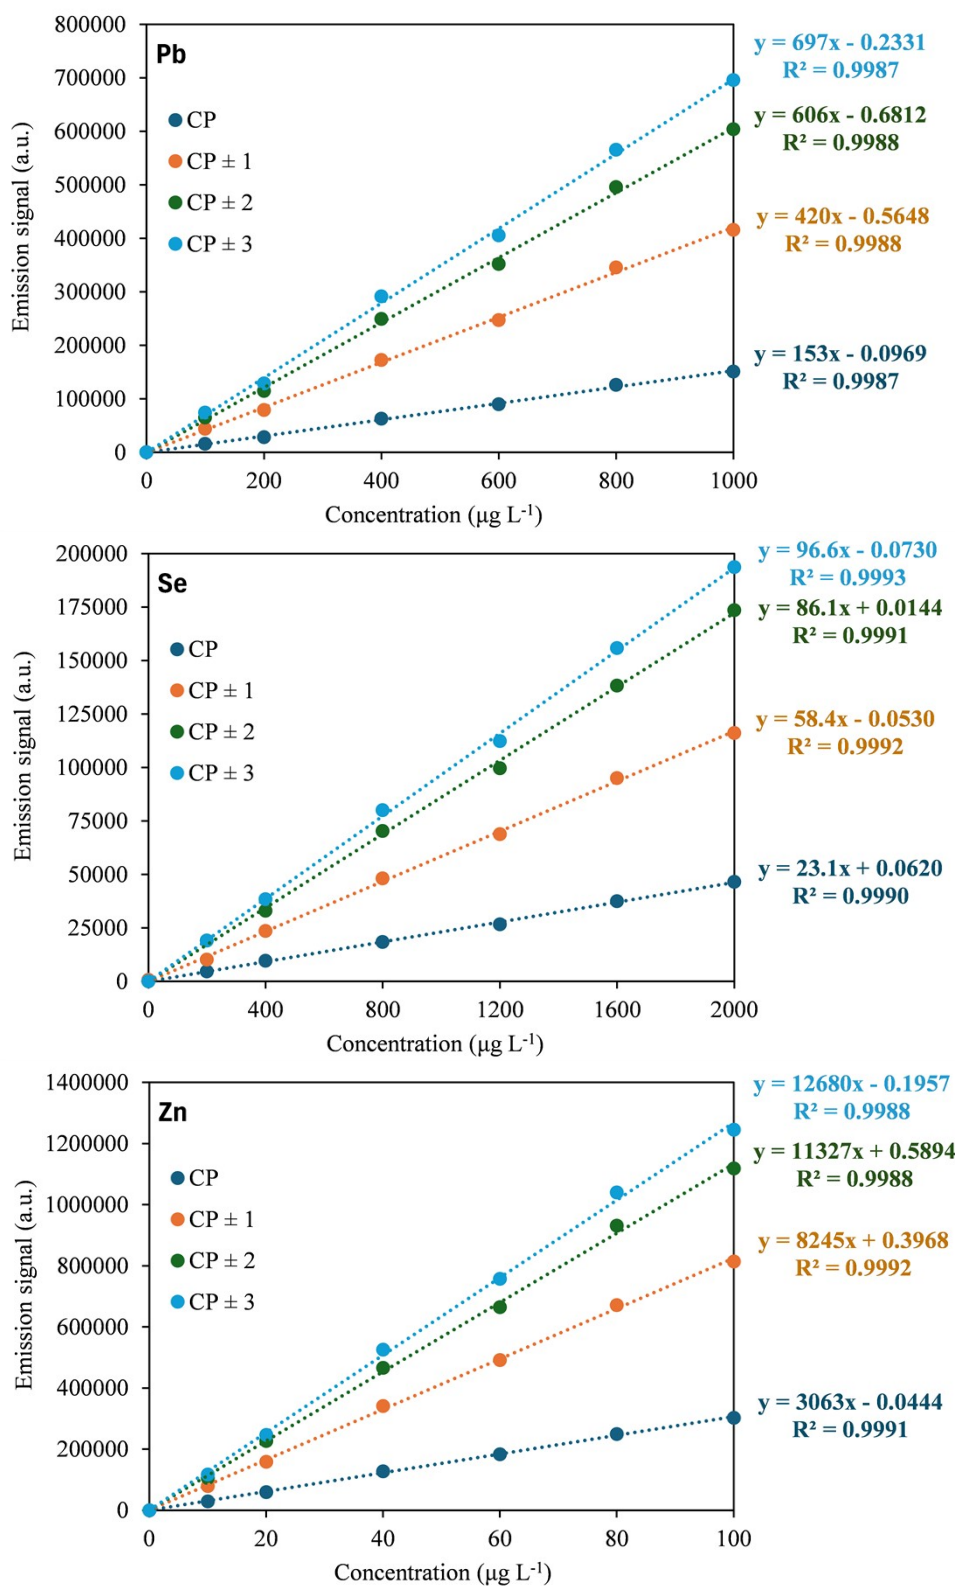 800000
Pb
y = 697x - 0.2331
R² = 0.9987
700000
600000
y = 606x - 0.6812
R² = 0.9988
CP
CP ± 1
CP ± 2
CP ± 3
500000
400000
y = 420x - 0.5648
R² = 0.9988
300000
200000
y = 153x - 0.0969
R² = 0.9987
100000
0
Emission signal (a.u.)
0 200 400 600 800 1000
Concentration (µg L⁻¹)
200000
Se
y = 96.6x - 0.0730
R² = 0.9993
175000
y = 86.1x + 0.0144
R² = 0.9991
CP
CP ± 1
CP ± 2
CP ± 3
150000
125000
y = 58.4x - 0.0530
R² = 0.9992
100000
75000
50000
y = 23.1x + 0.0620
R² = 0.9990
25000
0
Emission signal (a.u.)
0 400 800 1200 1600 2000
Concentration (µg L⁻¹)
1400000
Zn
y = 12680x - 0.1957
R² = 0.9988
1200000
y = 11327x + 0.5894
R² = 0.9988
CP
CP ± 1
CP ± 2
CP ± 3
1000000
800000
y = 8245x + 0.3968
R² = 0.9992
600000
400000
y = 3063x - 0.0444
R² = 0.9991
200000
0
Emission signal (a.u.)
0 20 40 60 80 100
Concentration (µg L⁻¹)